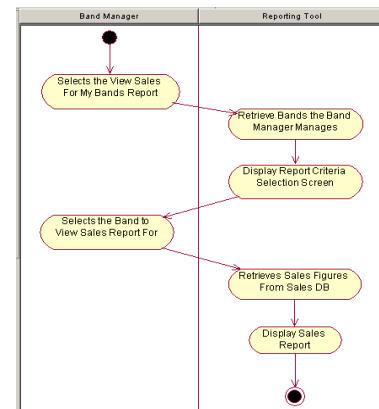 Band Manager
Reporting Tool
Selects the View Sales
For My Bands Report
Retrieve Bands the Band
Manager Manages
Display Report Criteria
Selection Screen
Selects the Band to
View Sales Report For
Retrieves Sales Figures
From Sales DB
Display Sales
Report